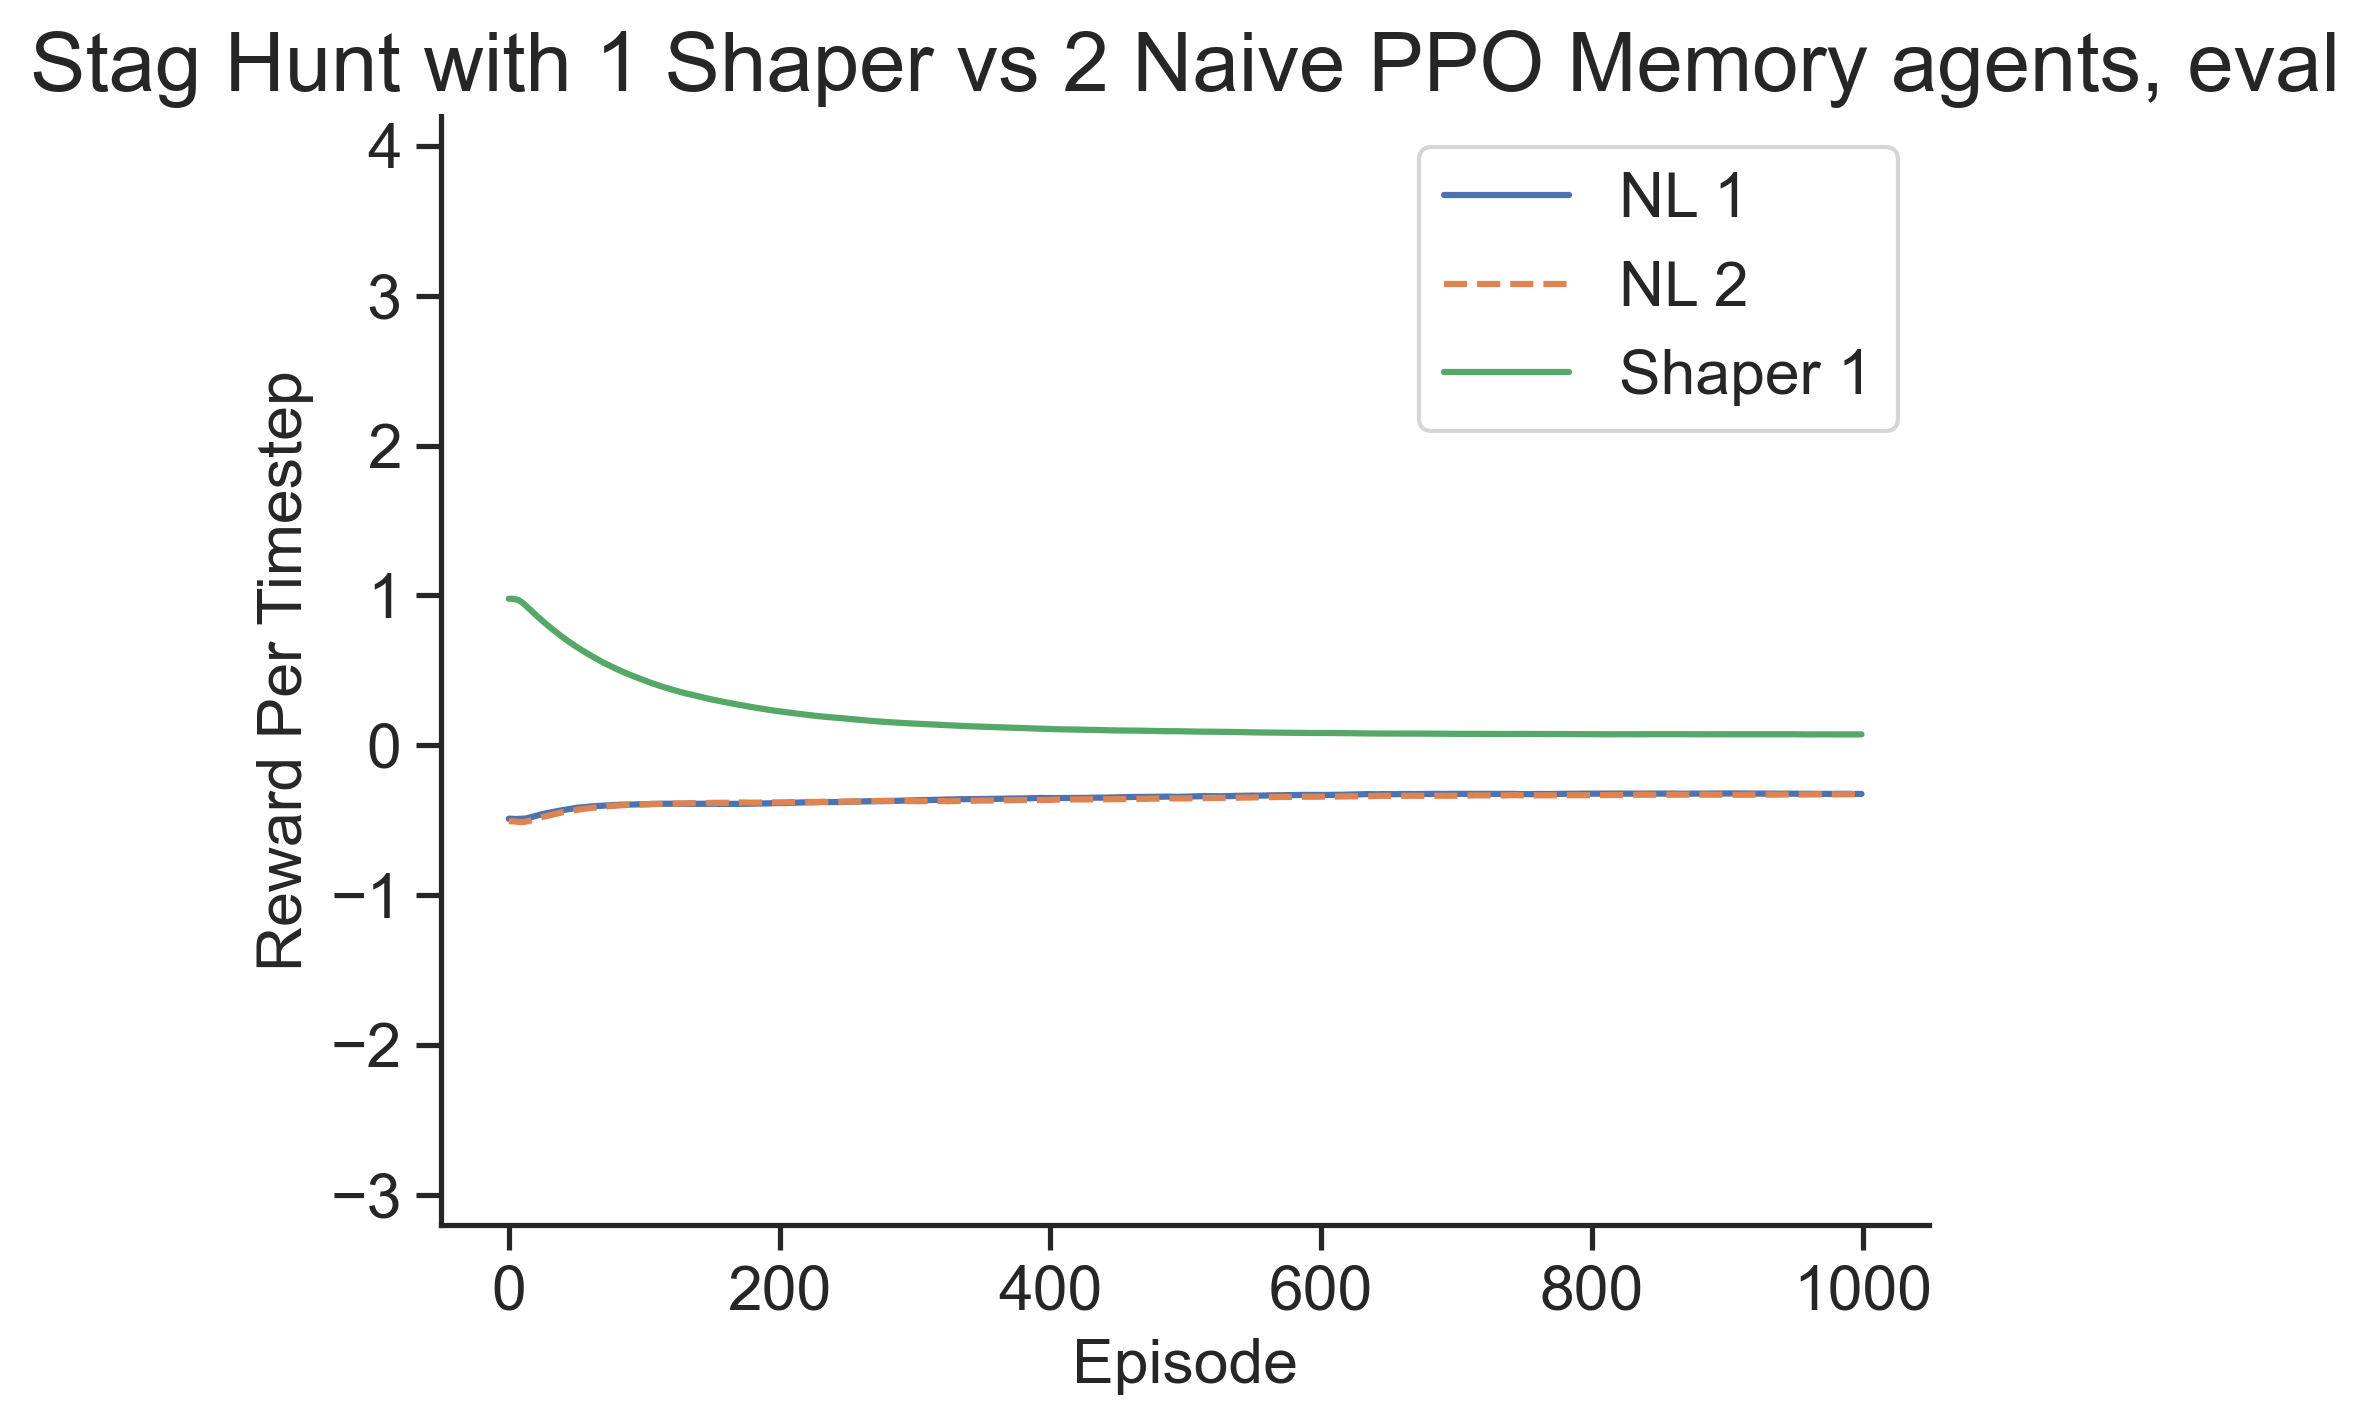 Stag Hunt with 1 Shaper vs 2 Naive PPO Memory agents, eval
4
3
2
1
0
−1
−2
−3
Reward Per Timestep
NL 1
NL 2
Shaper 1
0 200 400 600 800 1000
Episode